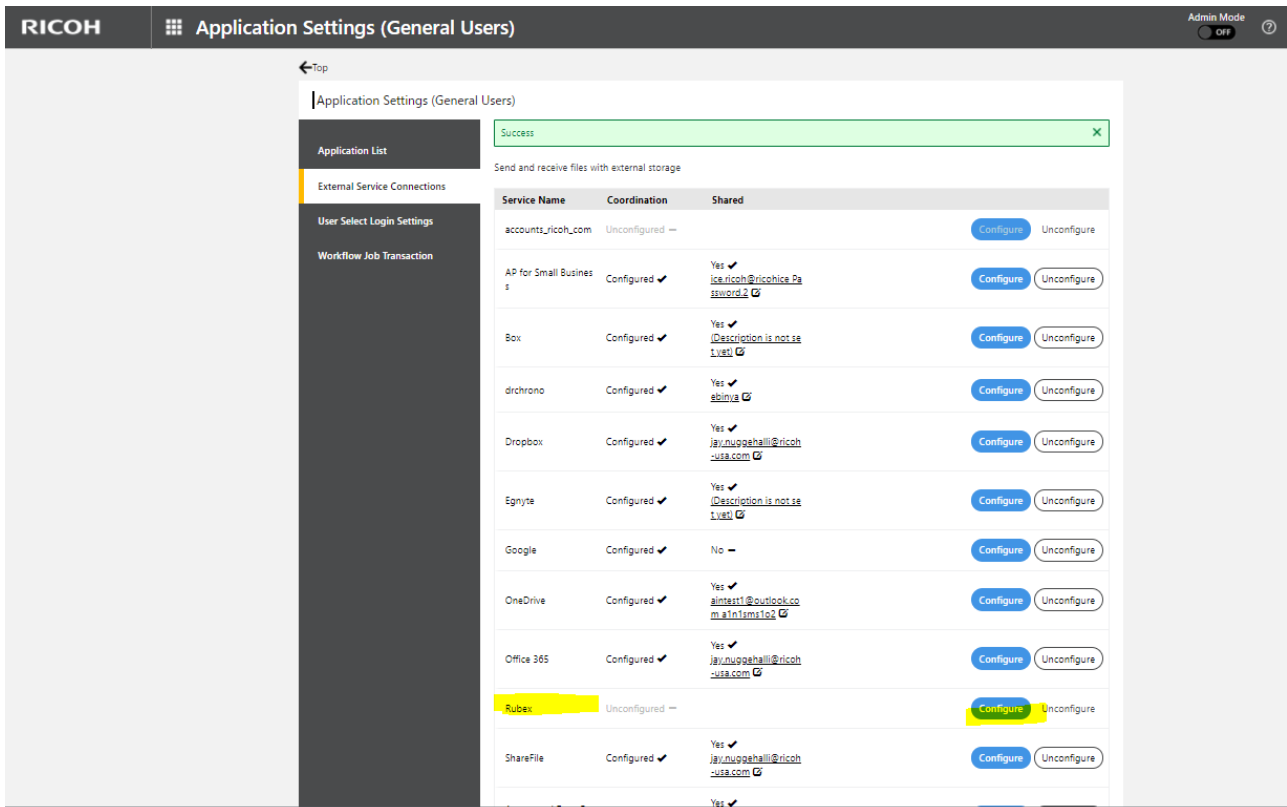 RICOH
Application Settings (General Users)
Admin Mode
OFF
Top
Application Settings (General Users)
Application List
External Service Connections
User Select Login Settings
Workflow Job Transaction
Success
Send and receive files with external storage
Service Name Coordination Shared
accounts_ricoh_com Unconfigured Configure Unconfigure
AP for Small Busines
s
Configured
Yes
ice.ricoh@ricohice Pa
ssword.2
Configure Unconfigure
Box Configured
Yes
(Description is not se
t yet)
Configure Unconfigure
drchrono Configured
Yes
ebinya
Configure Unconfigure
Dropbox Configured
Yes
jay.nuggehalli@ricoh
-usa.com
Configure Unconfigure
Egnyte Configured
Yes
(Description is not se
t yet)
Configure Unconfigure
Google Configured No Configure Unconfigure
OneDrive Configured
Yes
aintest1@outlook.co
m a1n1sms1o2
Configure Unconfigure
Office 365 Configured
Yes
jay.nuggehalli@ricoh
-usa.com
Configure Unconfigure
Rubex Unconfigured Configure Unconfigure
ShareFile Configured
Yes
jay.nuggehalli@ricoh
-usa.com
Configure Unconfigure
Yes